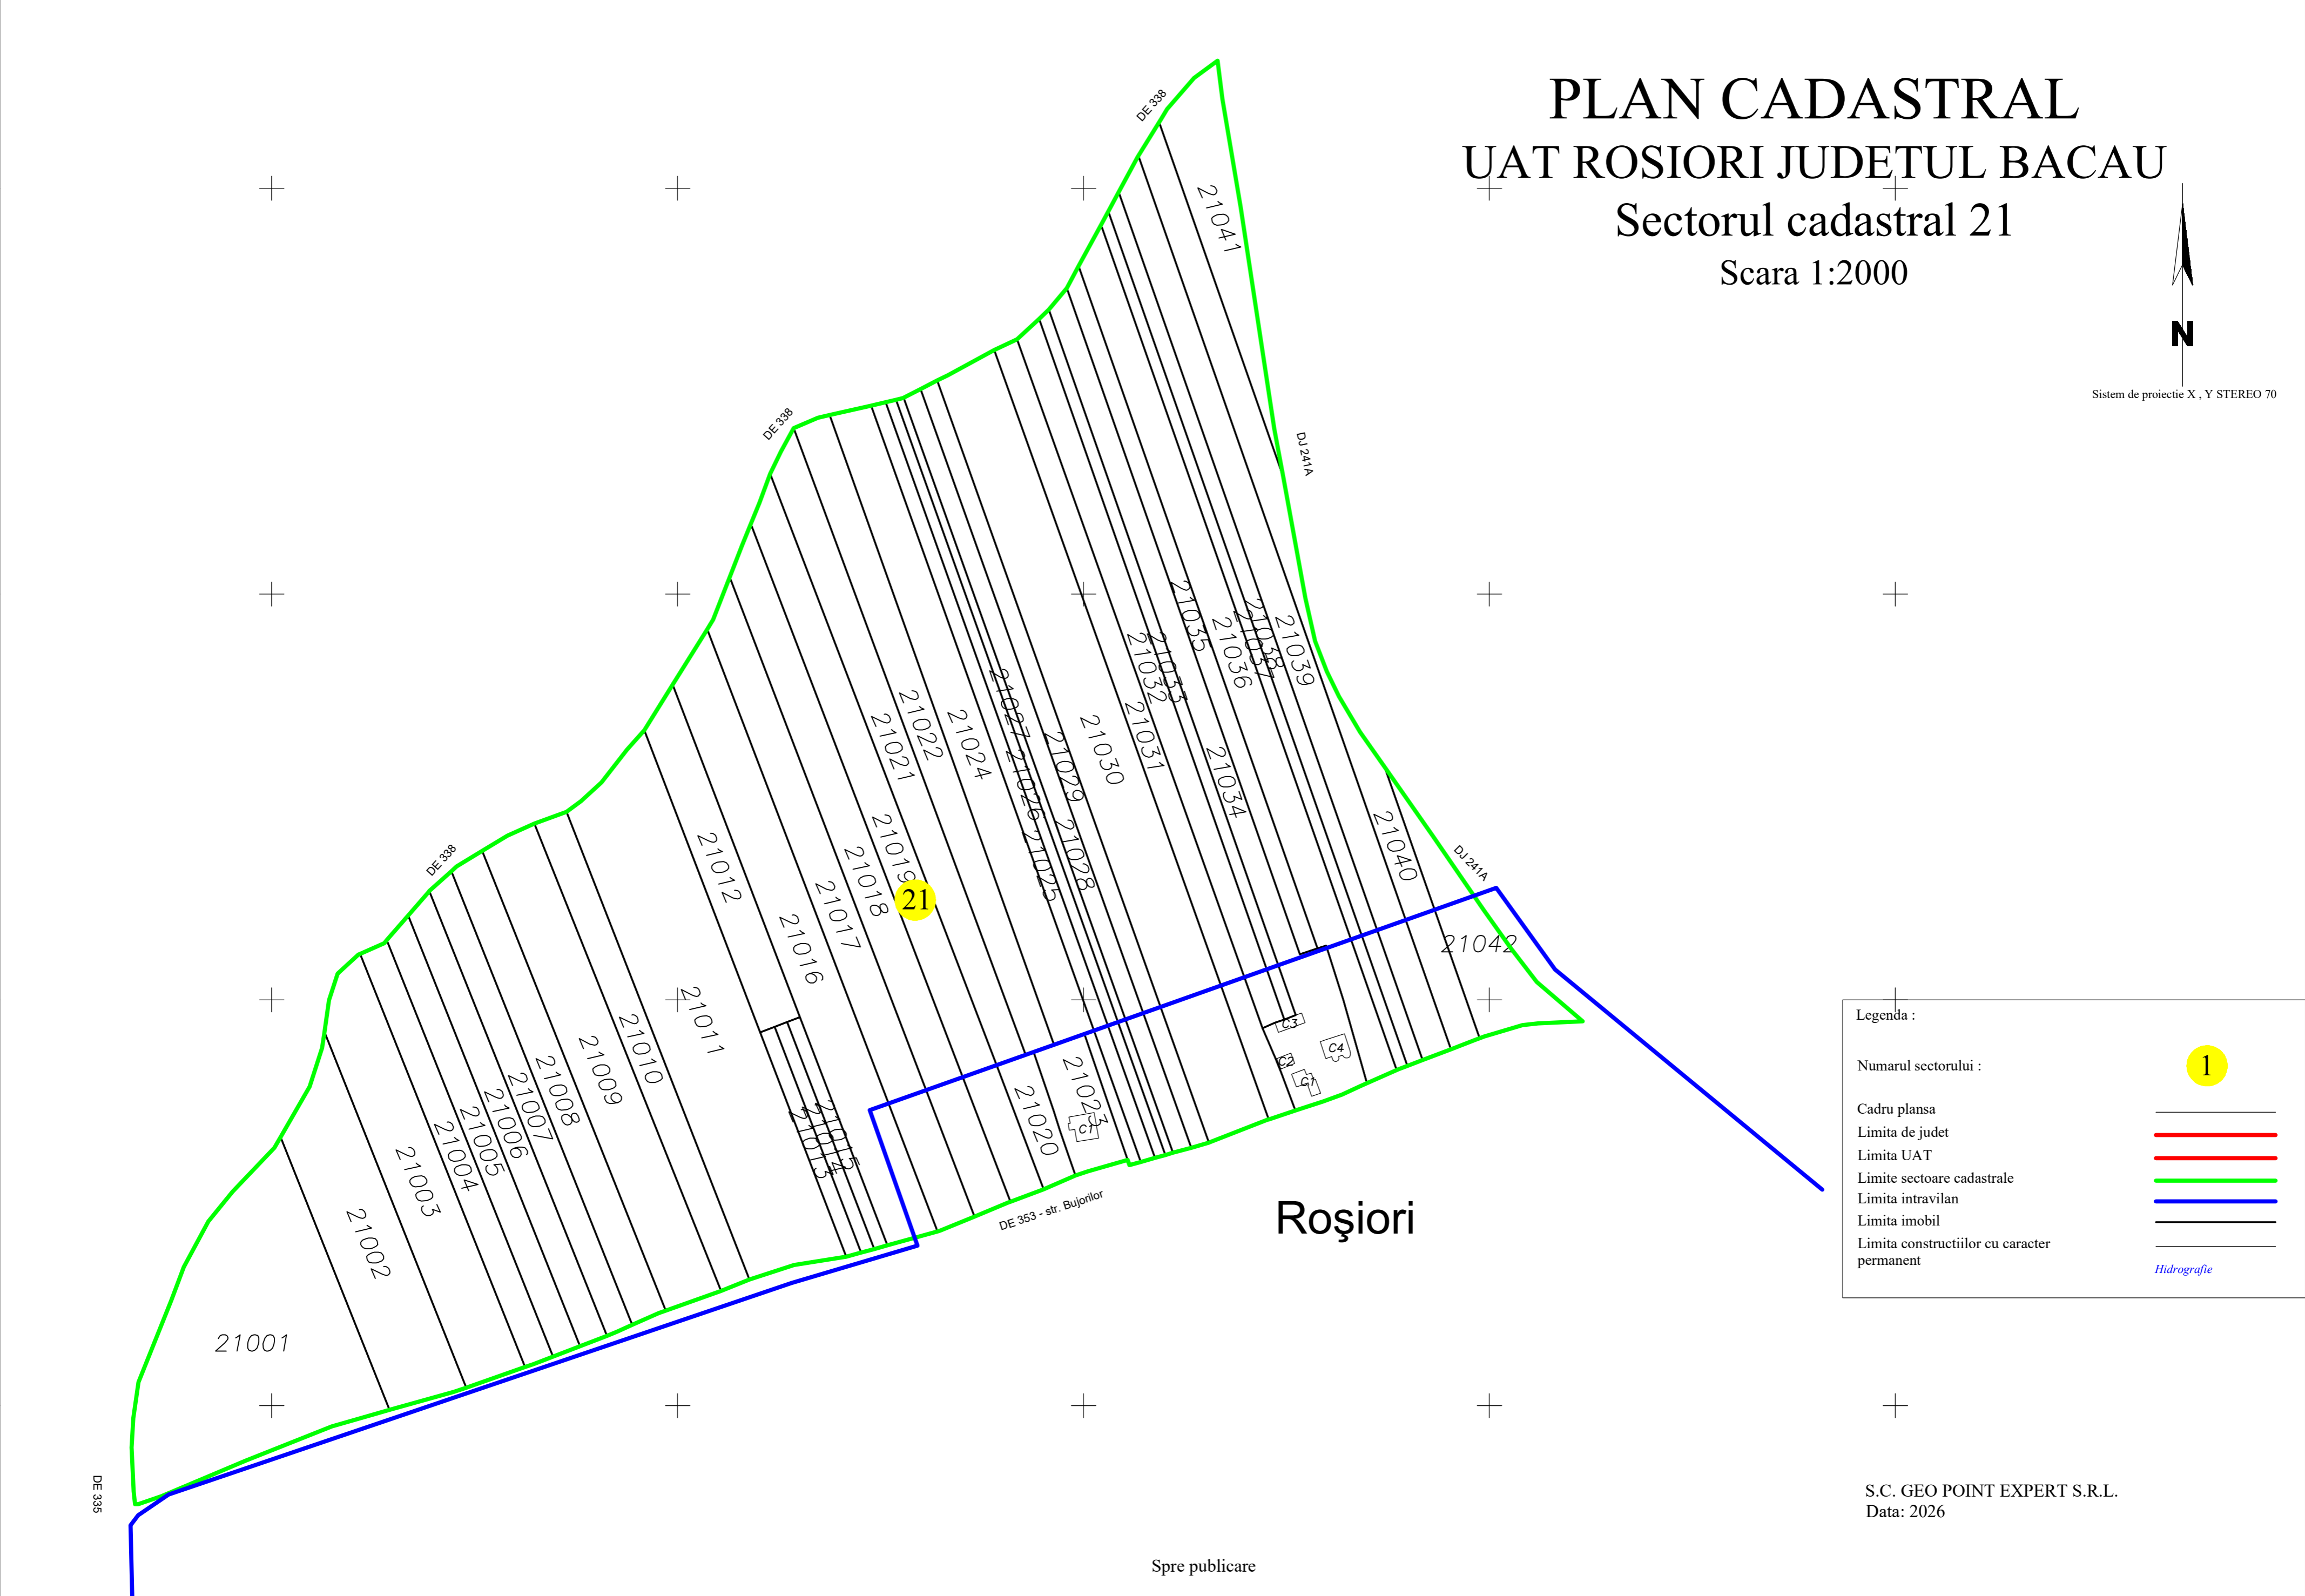 PLAN CADASTRAL
UAT ROSIORI JUDETUL BACAU
Sectorul cadastral 21
Scara 1:2000
N
Sistem de proiectie X , Y STEREO 70
DE 338
21041
DJ 241A
DE 338
21035
21036
21037
21038
21039
21032
21033
21031
21034
21030
21027
21026
21025
21029
21028
21024
21022
21021
21019
21018
21017
21
21040
DJ 241A
21042
DE 338
21012
21016
21011
21010
21009
21008
21007
21006
21005
21004
21003
21002
21001
21013
21014
21015
21020
21023
C1
C3
C2
C4
C1
DE 353 - str. Bujorilor
Roşiori
DE 335
Legenda :
Numarul sectorului :
1
Cadru plansa
Limita de judet
Limita UAT
Limite sectoare cadastrale
Limita intravilan
Limita imobil
Limita constructiilor cu caracter
permanent
Hidrografie
S.C. GEO POINT EXPERT S.R.L.
Data: 2026
Spre publicare